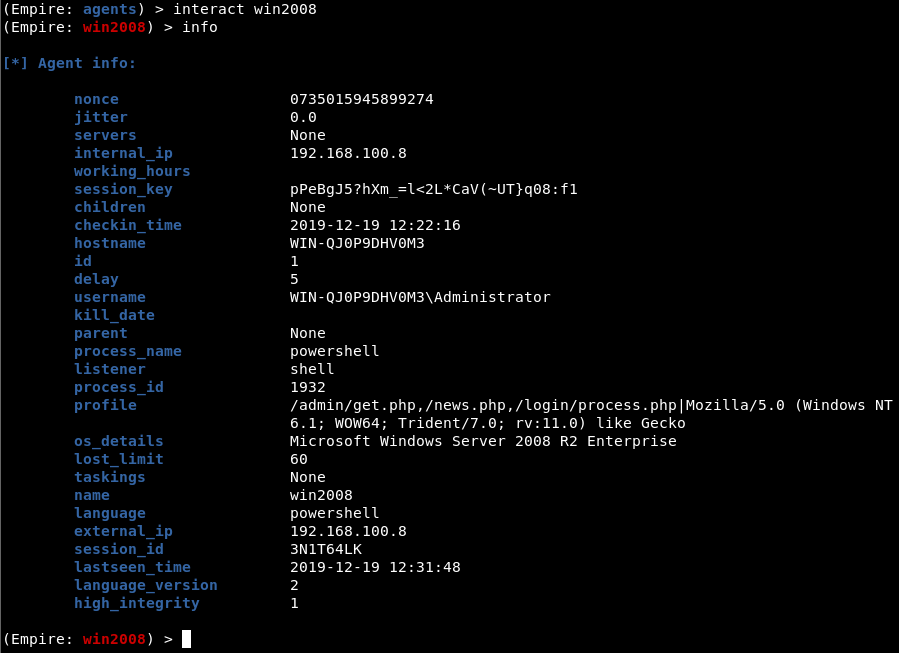 (Empire: agents) > interact win2008
(Empire: win2008) > info
[*] Agent info:
nonce 0735015945899274
jitter 0.0
servers None
internal_ip 192.168.100.8
working_hours
session_key pPeBgJ5?hXm_=l<2L*CaV(~UT}q08:f1
children None
checkin_time 2019-12-19 12:22:16
hostname WIN-QJ0P9DHV0M3
id 1
delay 5
username WIN-QJ0P9DHV0M3\Administrator
kill_date
parent None
process_name powershell
listener shell
process_id 1932
profile /admin/get.php,/news.php,/login/process.php|Mozilla/5.0 (Windows NT
6.1; WOW64; Trident/7.0; rv:11.0) like Gecko
os_details Microsoft Windows Server 2008 R2 Enterprise
lost_limit 60
taskings None
name win2008
language powershell
external_ip 192.168.100.8
session_id 3N1T64LK
lastseen_time 2019-12-19 12:31:48
language_version 2
high_integrity 1
(Empire: win2008) >